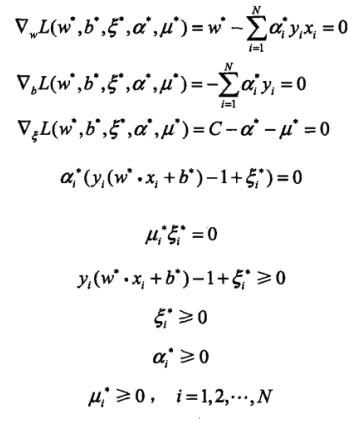 ∇_w L(w*,b*,ξ*,α*,μ*)=w*−∑_{i=1}^{N} α_i* y_i x_i=0
∇_b L(w*,b*,ξ*,α*,μ*)=−∑_{i=1}^{N} α_i* y_i=0
∇_ξ L(w*,b*,ξ*,α*,μ*)=C−α*−μ*=0
α_i*(y_i(w*·x_i+b*)−1+ξ_i*)=0
μ_i*ξ_i*=0
y_i(w*·x_i+b*)−1+ξ_i*⩾0
ξ_i*⩾0
α_i*⩾0
μ_i*⩾0, i=1,2,⋯,N